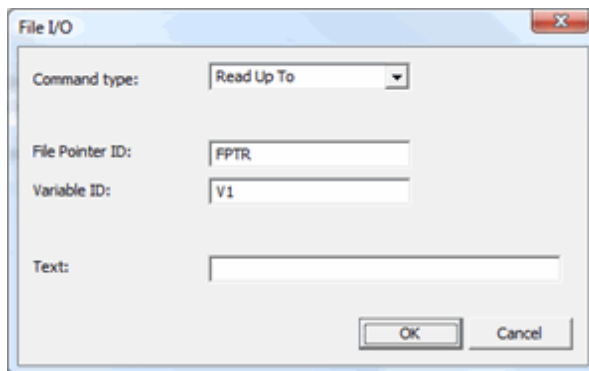 File I/O
Command type: Read Up To
File Pointer ID: FPTR
Variable ID: V1
Text:
OK Cancel